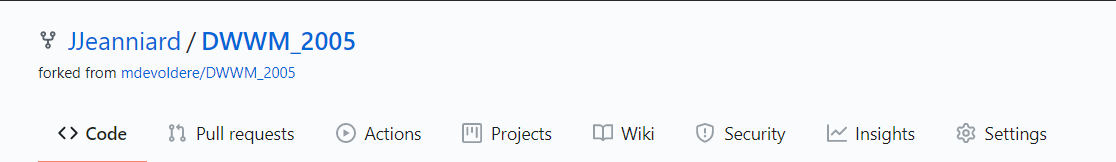 JJeanniard / DWWM_2005
forked from mdevoldere/DWWM_2005
Code Pull requests Actions Projects Wiki Security Insights Settings